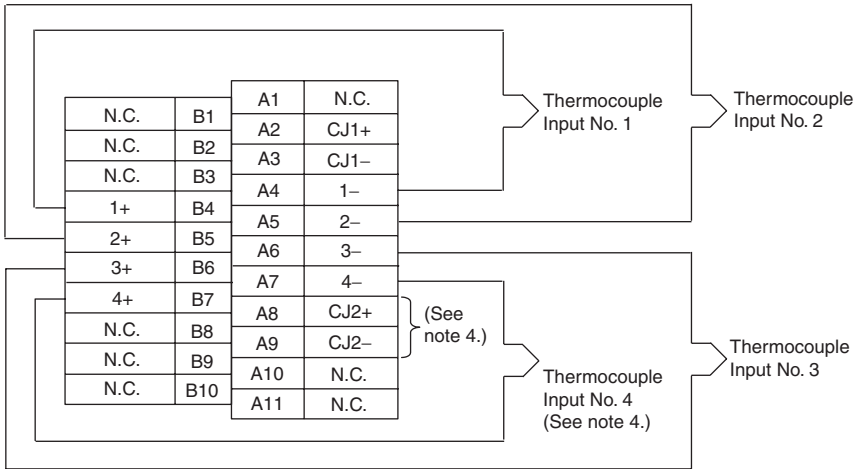 A1 N.C.
N.C. B1
A2 CJ1+
N.C. B2
A3 CJ1–
N.C. B3
A4 1–
1+ B4
A5 2–
2+ B5
A6 3–
3+ B6
A7 4–
4+ B7
A8 CJ2+
N.C. B8
A9 CJ2–
N.C. B9
A10 N.C.
N.C. B10
A11 N.C.
(See
note 4.)
Thermocouple
Input No. 1
Thermocouple
Input No. 2
Thermocouple
Input No. 3
Thermocouple
Input No. 4
(See note 4.)